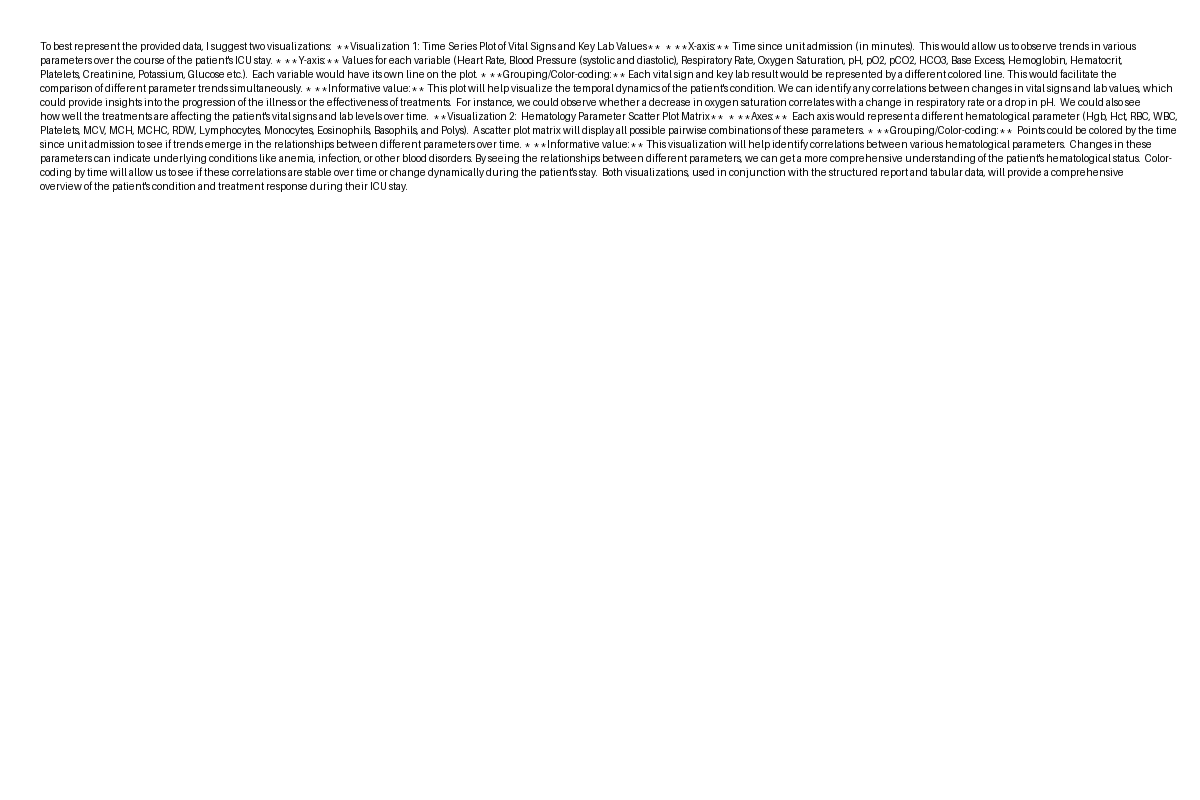 To best represent the provided data, I suggest two visualizations:  **Visualization 1: Time Series Plot of Vital Signs and Key Lab Values**  * **X-axis:** Time since unit admission (in minutes).  This would allow us to observe trends in various
parameters over the course of the patient's ICU stay. * **Y-axis:** Values for each variable (Heart Rate, Blood Pressure (systolic and diastolic), Respiratory Rate, Oxygen Saturation, pH, pO2, pCO2, HCO3, Base Excess, Hemoglobin, Hematocrit,
Platelets, Creatinine, Potassium, Glucose etc.).  Each variable would have its own line on the plot. * **Grouping/Color-coding:** Each vital sign and key lab result would be represented by a different colored line. This would facilitate the
comparison of different parameter trends simultaneously. * **Informative value:** This plot will help visualize the temporal dynamics of the patient's condition. We can identify any correlations between changes in vital signs and lab values, which
could provide insights into the progression of the illness or the effectiveness of treatments.  For instance, we could observe whether a decrease in oxygen saturation correlates with a change in respiratory rate or a drop in pH.  We could also see
how well the treatments are affecting the patient's vital signs and lab levels over time.  **Visualization 2:  Hematology Parameter Scatter Plot Matrix**  * **Axes:**  Each axis would represent a different hematological parameter (Hgb, Hct, RBC, WBC,
Platelets, MCV, MCH, MCHC, RDW, Lymphocytes, Monocytes, Eosinophils, Basophils, and Polys).  A scatter plot matrix will display all possible pairwise combinations of these parameters. * **Grouping/Color-coding:**  Points could be colored by the time
since unit admission to see if trends emerge in the relationships between different parameters over time. * **Informative value:** This visualization will help identify correlations between various hematological parameters.  Changes in these
parameters can indicate underlying conditions like anemia, infection, or other blood disorders. By seeing the relationships between different parameters, we can get a more comprehensive understanding of the patient's hematological status.  Color-
coding by time will allow us to see if these correlations are stable over time or change dynamically during the patient's stay.  Both visualizations, used in conjunction with the structured report and tabular data, will provide a comprehensive
overview of the patient's condition and treatment response during their ICU stay.